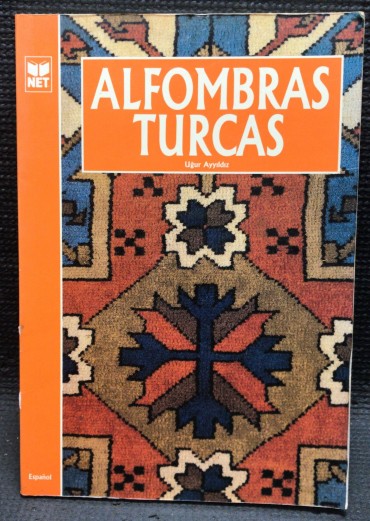 NET
ALFOMBRAS
TURCAS
Uğur Ayyıldız
Español